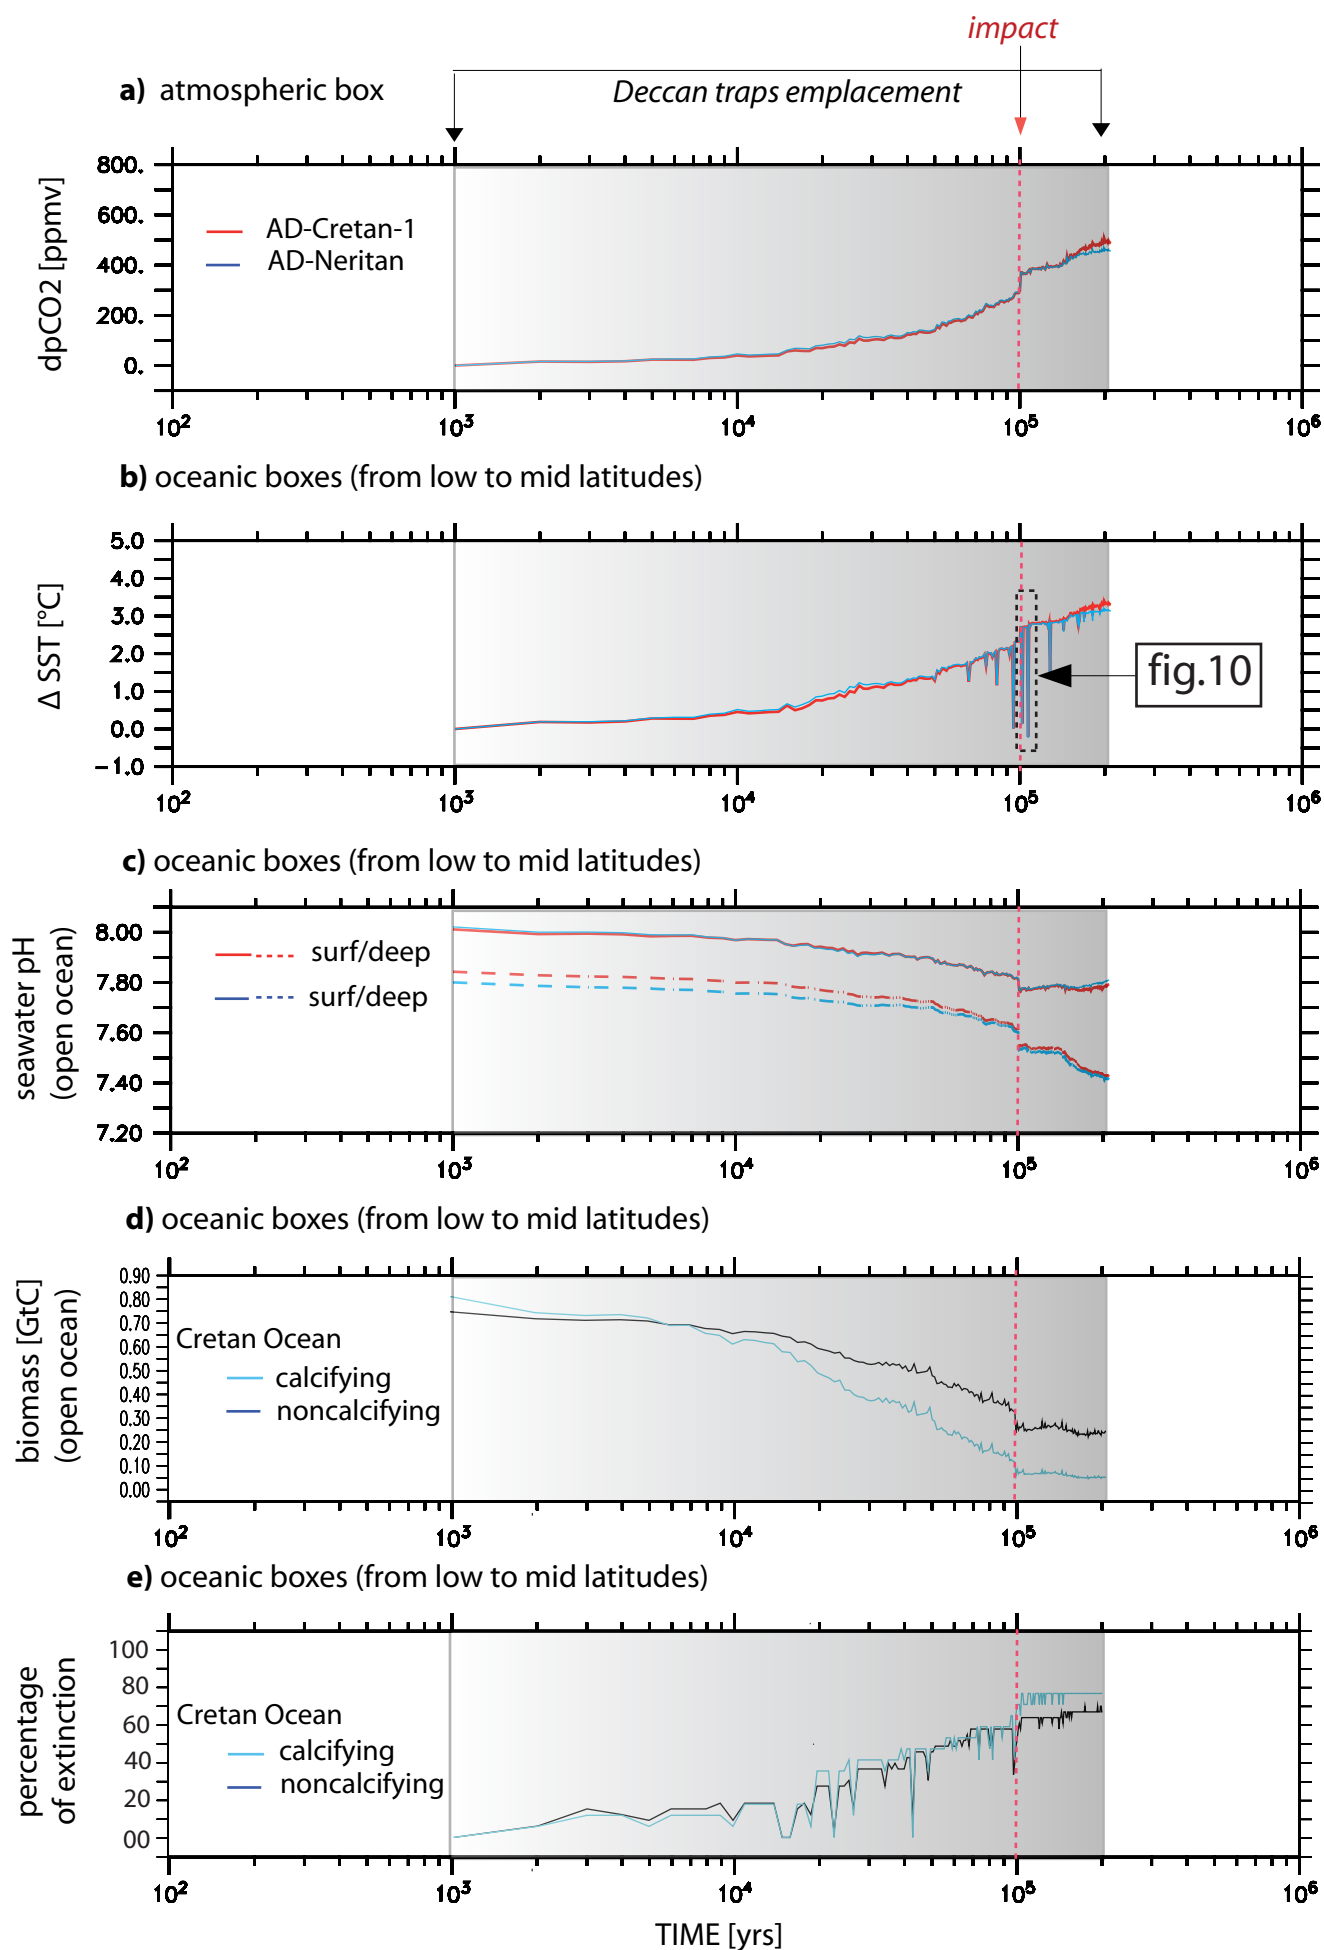 impact
a) atmospheric box
Deccan traps emplacement
dpCO2 [ppmv]
800.
600.
400.
200.
0.
AD-Cretan-1
AD-Neritan
10² 10³ 10⁴ 10⁵ 10⁶
b) oceanic boxes (from low to mid latitudes)
Δ SST [°C]
5.0
4.0
3.0
2.0
1.0
0.0
−1.0
fig.10
10² 10³ 10⁴ 10⁵ 10⁶
c) oceanic boxes (from low to mid latitudes)
seawater pH
(open ocean)
8.00
7.80
7.60
7.40
7.20
surf/deep
surf/deep
10² 10³ 10⁴ 10⁵ 10⁶
d) oceanic boxes (from low to mid latitudes)
biomass [GtC]
(open ocean)
0.90
0.80
0.70
0.60
0.50
0.40
0.30
0.20
0.10
0.00
Cretan Ocean
calcifying
noncalcifying
10² 10³ 10⁴ 10⁵ 10⁶
e) oceanic boxes (from low to mid latitudes)
percentage
of extinction
100
80
60
40
20
00
Cretan Ocean
calcifying
noncalcifying
10² 10³ 10⁴ 10⁵ 10⁶
TIME [yrs]